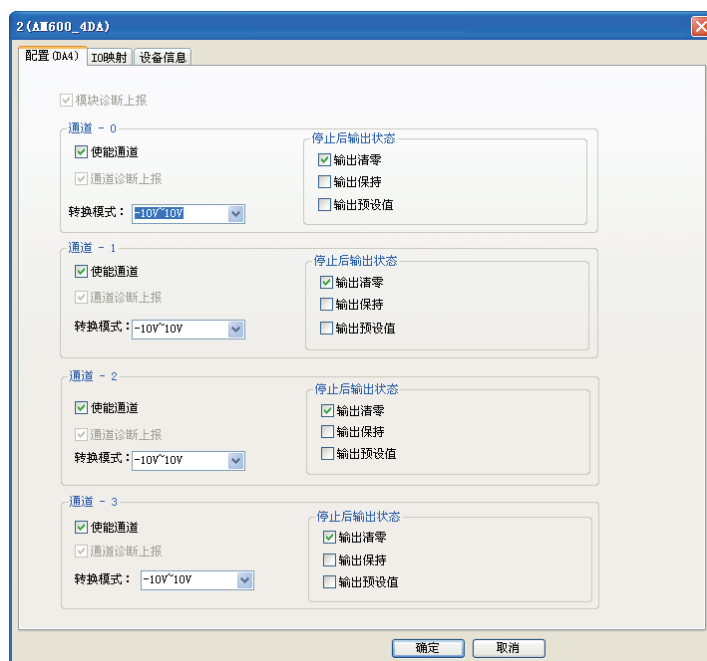 2(AM600_4DA)
配置(DA4) IO映射 设备信息
模块诊断上报
通道 - 0
使能通道
通道诊断上报
转换模式： -10V~10V
停止后输出状态
输出清零
输出保持
输出预设值
通道 - 1
使能通道
通道诊断上报
转换模式： -10V~10V
停止后输出状态
输出清零
输出保持
输出预设值
通道 - 2
使能通道
通道诊断上报
转换模式： -10V~10V
停止后输出状态
输出清零
输出保持
输出预设值
通道 - 3
使能通道
通道诊断上报
转换模式： -10V~10V
停止后输出状态
输出清零
输出保持
输出预设值
确定 取消